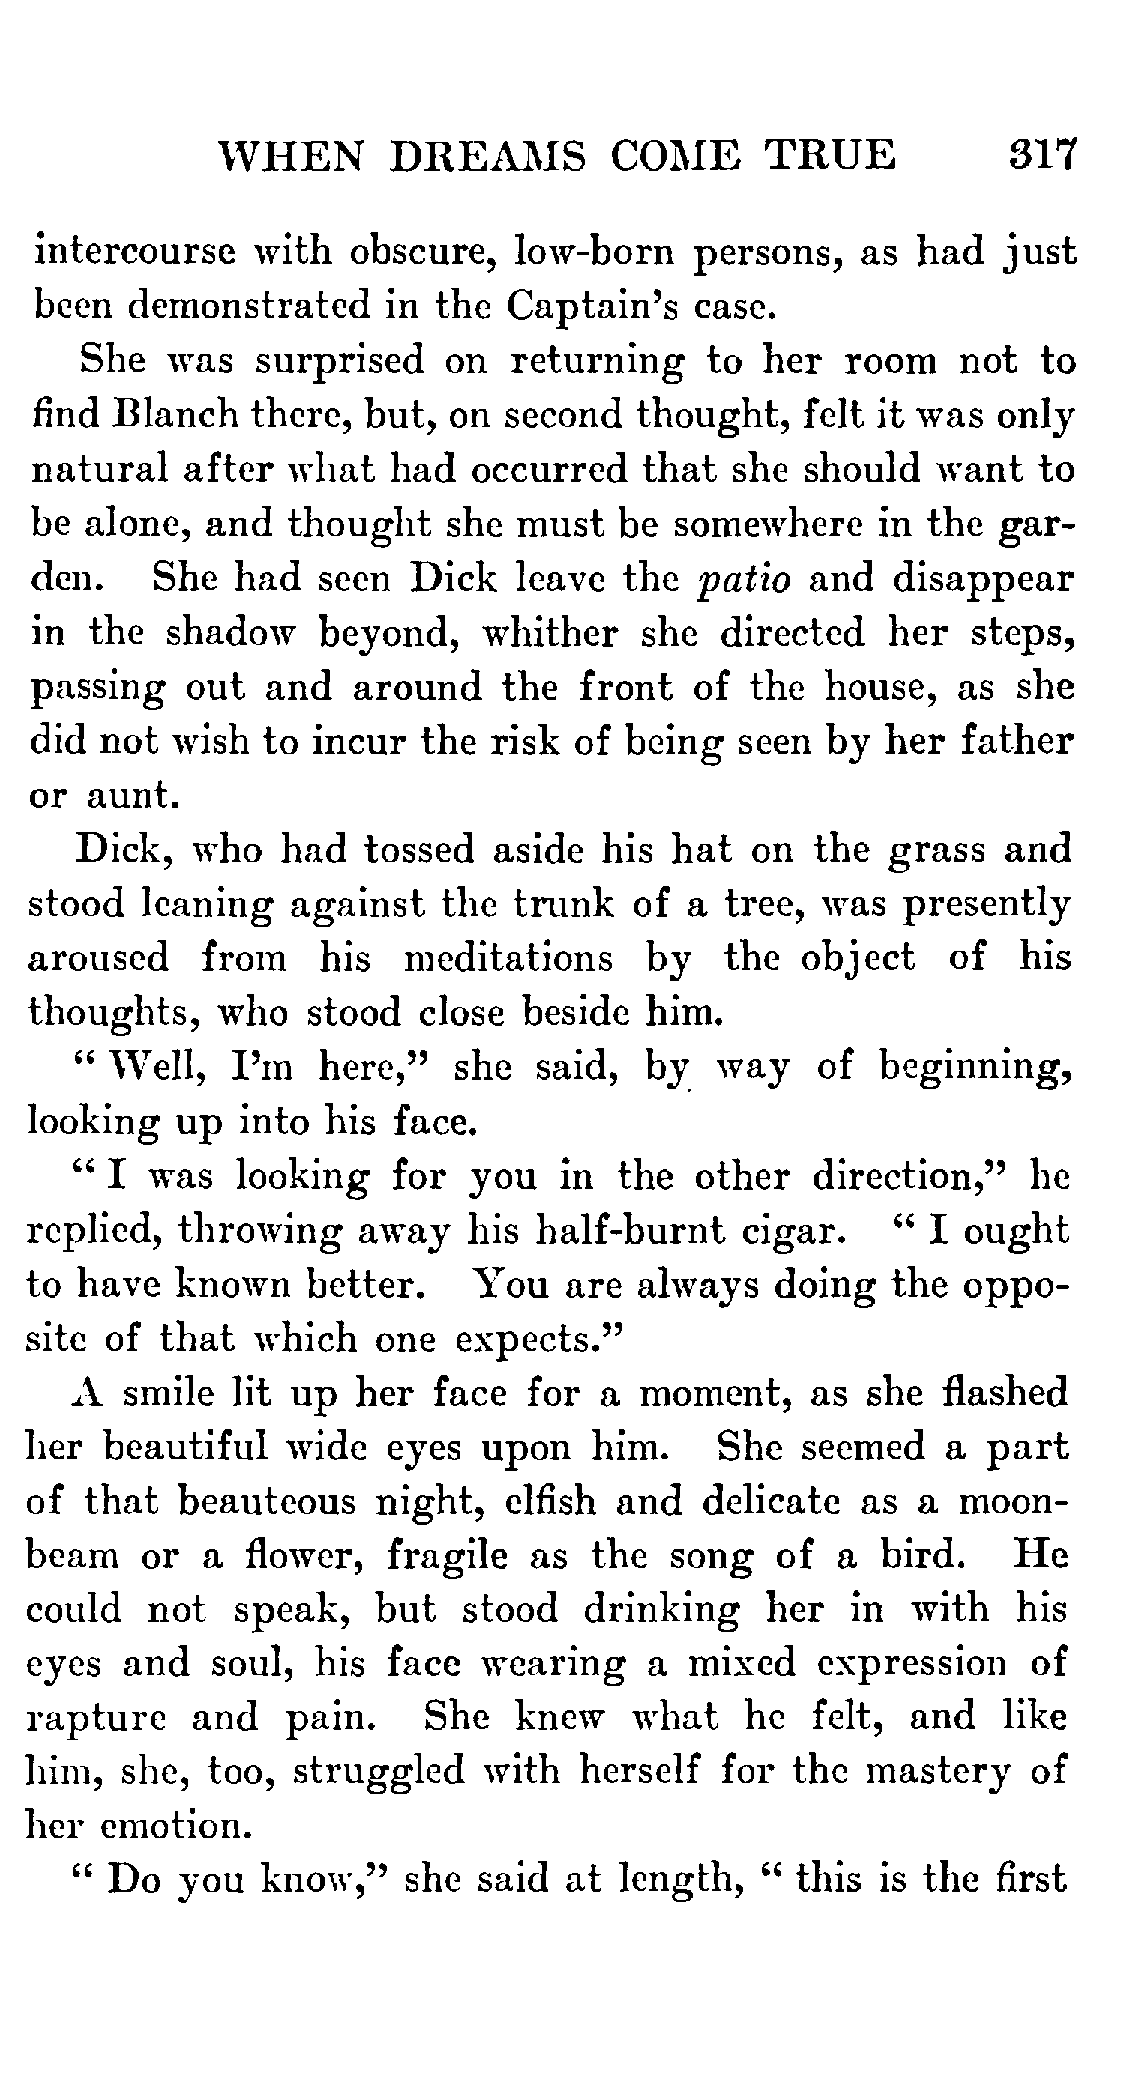 WHEN DREAMS COME TRUE 317
intercourse with obscure, low-born persons, as had just
been demonstrated in the Captain's case.
She was surprised on returning to her room not to
find Blanch there, but, on second thought, felt it was only
natural after what had occurred that she should want to
be alone, and thought she must be somewhere in the gar-
den. She had seen Dick leave the patio and disappear
in the shadow beyond, whither she directed her steps,
passing out and around the front of the house, as she
did not wish to incur the risk of being seen by her father
or aunt.
Dick, who had tossed aside his hat on the grass and
stood leaning against the trunk of a tree, was presently
aroused from his meditations by the object of his
thoughts, who stood close beside him.
“ Well, I’m here,” she said, by way of beginning,
looking up into his face.
“ I was looking for you in the other direction,” he
replied, throwing away his half-burnt cigar. “ I ought
to have known better. You are always doing the oppo-
site of that which one expects.”
A smile lit up her face for a moment, as she flashed
her beautiful wide eyes upon him. She seemed a part
of that beauteous night, elfish and delicate as a moon-
beam or a flower, fragile as the song of a bird. He
could not speak, but stood drinking her in with his
eyes and soul, his face wearing a mixed expression of
rapture and pain. She knew what he felt, and like
him, she, too, struggled with herself for the mastery of
her emotion.
“ Do you know,” she said at length, “ this is the first